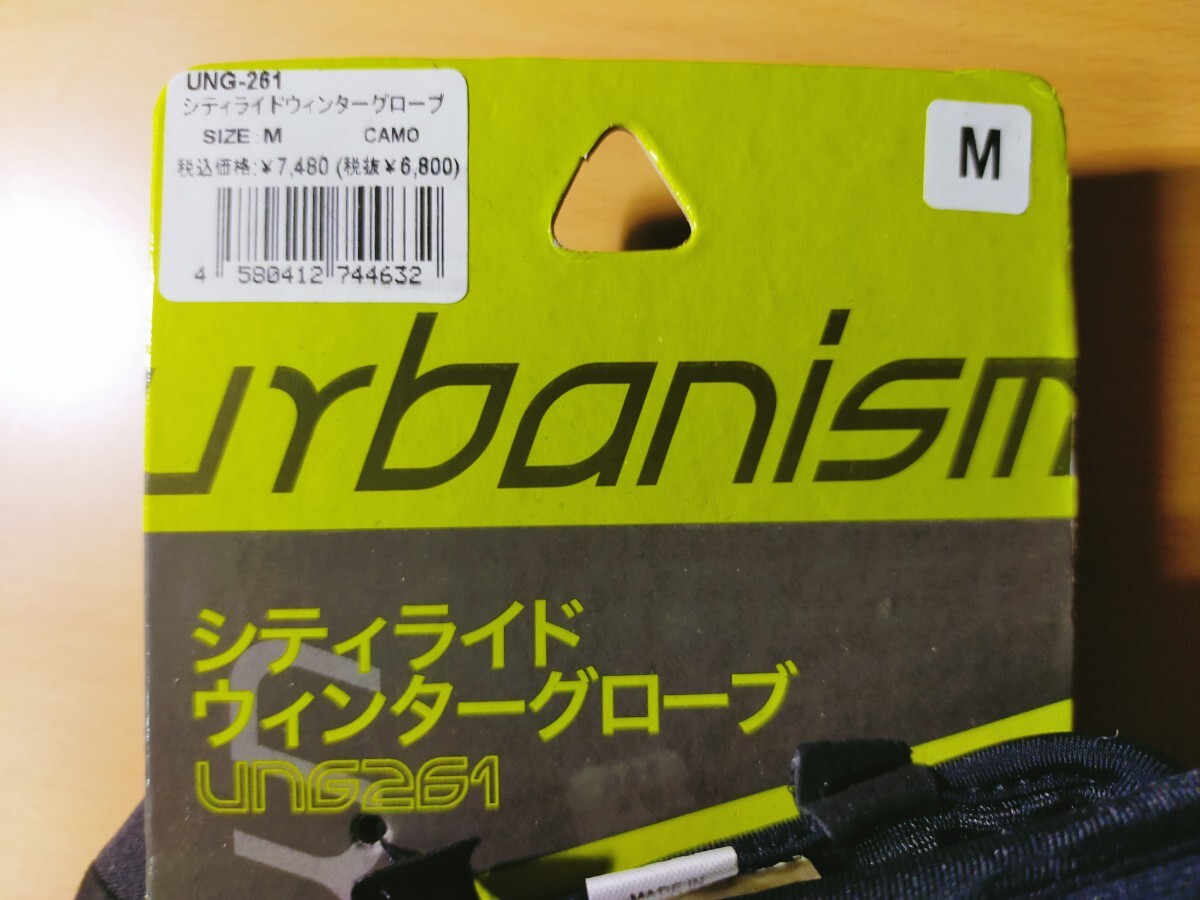 UNG-261
シティライドウィンターグローブ
SIZE:M CAMO
税込価格:¥7,480 (税抜¥6,800)
4 580412 744632
M
urbanism
シティライド
ウィンターグローブ
UNG261
MADE IN